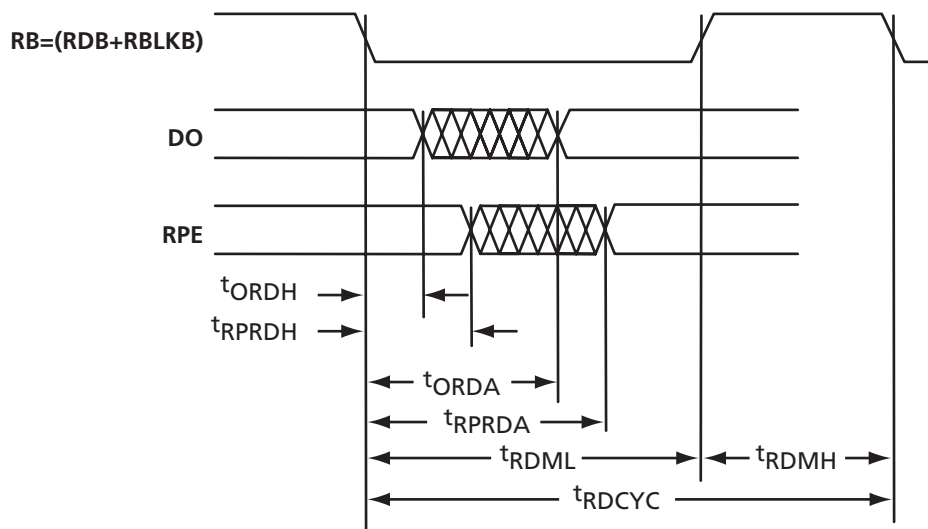 RB=(RDB+RBLKB)
DO
RPE
tORDH
tRPRDH
tORDA
tRPRDA
tRDML
tRDMH
tRDCYC